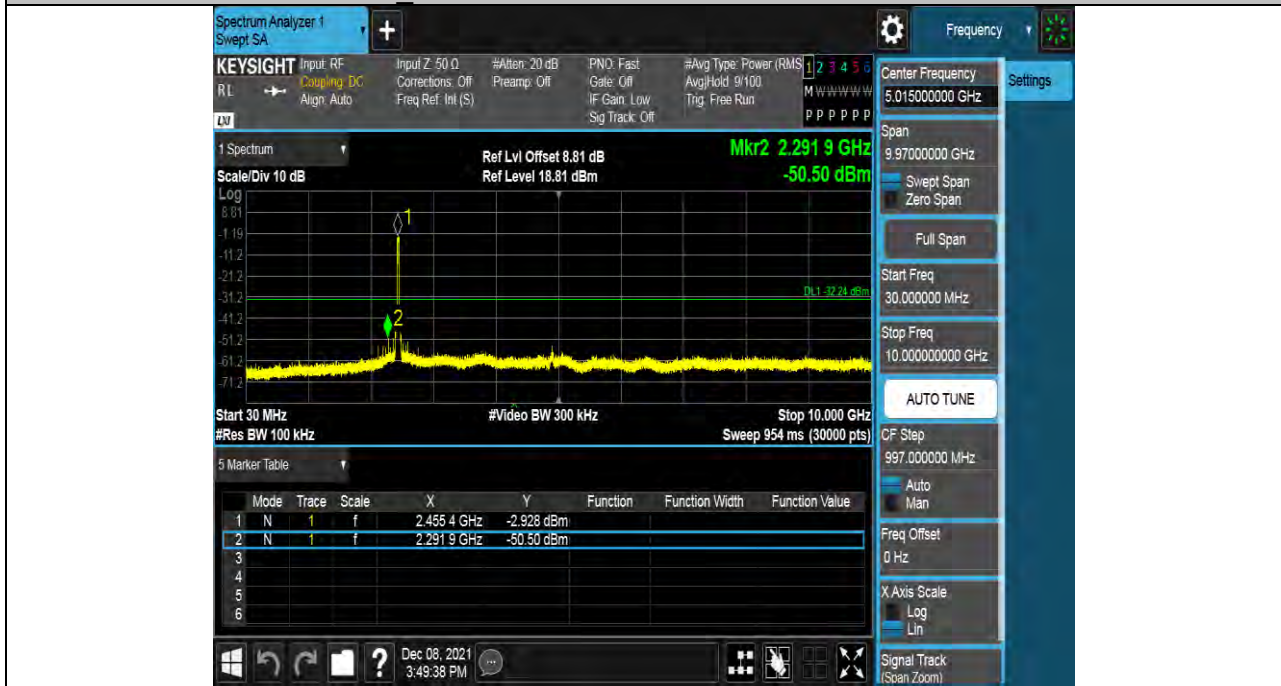 Spectrum Analyzer 1
Swept SA
+
Frequency
KEYSIGHT
Input: RF
Input Z: 50 Ω
#Atten: 20 dB
PNO: Fast
#Avg Type: Power (RMS
1 2 3 4 5 6
RL
Coupling: DC
Corrections: Off
Preamp: Off
Gate: Off
Avg|Hold: 9/100
M W W W W W
Align: Auto
Freq Ref: Int (S)
IF Gain: Low
Trig: Free Run
Sig Track: Off
P P P P P P
LXI
Center Frequency
5.015000000 GHz
Settings
Span
9.97000000 GHz
Swept Span
Zero Span
Full Span
Start Freq
30.000000 MHz
Stop Freq
10.000000000 GHz
AUTO TUNE
CF Step
997.000000 MHz
Auto
Man
Freq Offset
0 Hz
X Axis Scale
Log
Lin
Signal Track
(Span Zoom)
1 Spectrum
Ref Lvl Offset 8.81 dB
Mkr2 2.291 9 GHz
Scale/Div 10 dB
Ref Level 18.81 dBm
-50.50 dBm
Log
8.81
-1.19
-11.2
-21.2
-31.2
-41.2
-51.2
-61.2
-71.2
1
2
DL1 -32.24 dBm
Start 30 MHz
#Video BW 300 kHz
Stop 10.000 GHz
#Res BW 100 kHz
Sweep 954 ms (30000 pts)
5 Marker Table
Mode Trace Scale X Y Function Function Width Function Value
1 N 1 f 2.455 4 GHz -2.928 dBm
2 N 1 f 2.291 9 GHz -50.50 dBm
3
4
5
6
?
Dec 08, 2021
3:49:38 PM